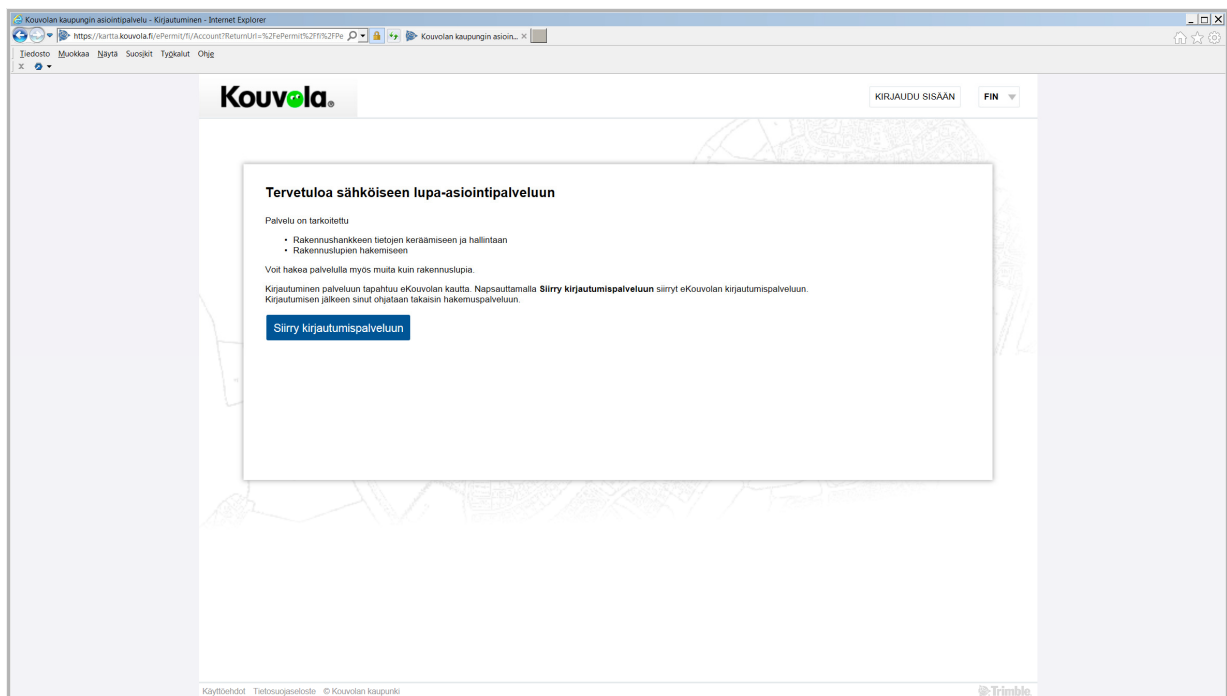 Kouvolan kaupungin asiointipalvelu - Kirjautuminen - Internet Explorer
https://kartta.kouvola.fi/ePermit/fi/Account?ReturnUrl=%2FePermit%2Ffi%2FPe
Kouvolan kaupungin asioin... ×
Tiedosto Muokkaa Näytä Suosikit Työkalut Ohje
x
Kouvola®
KIRJAUDU SISÄÄN FIN
Tervetuloa sähköiseen lupa-asiointipalveluun
Palvelu on tarkoitettu
• Rakennushankkeen tietojen keräämiseen ja hallintaan
• Rakennuslupien hakemiseen
Voit hakea palvelulla myös muita kuin rakennuslupia.
Kirjautuminen palveluun tapahtuu eKouvolan kautta. Napsauttamalla Siirry kirjautumispalveluun siirryt eKouvolan kirjautumispalveluun.
Kirjautumisen jälkeen sinut ohjataan takaisin hakemuspalveluun.
Siirry kirjautumispalveluun
Käyttöehdot Tietosuojaseloste © Kouvolan kaupunki
Trimble.